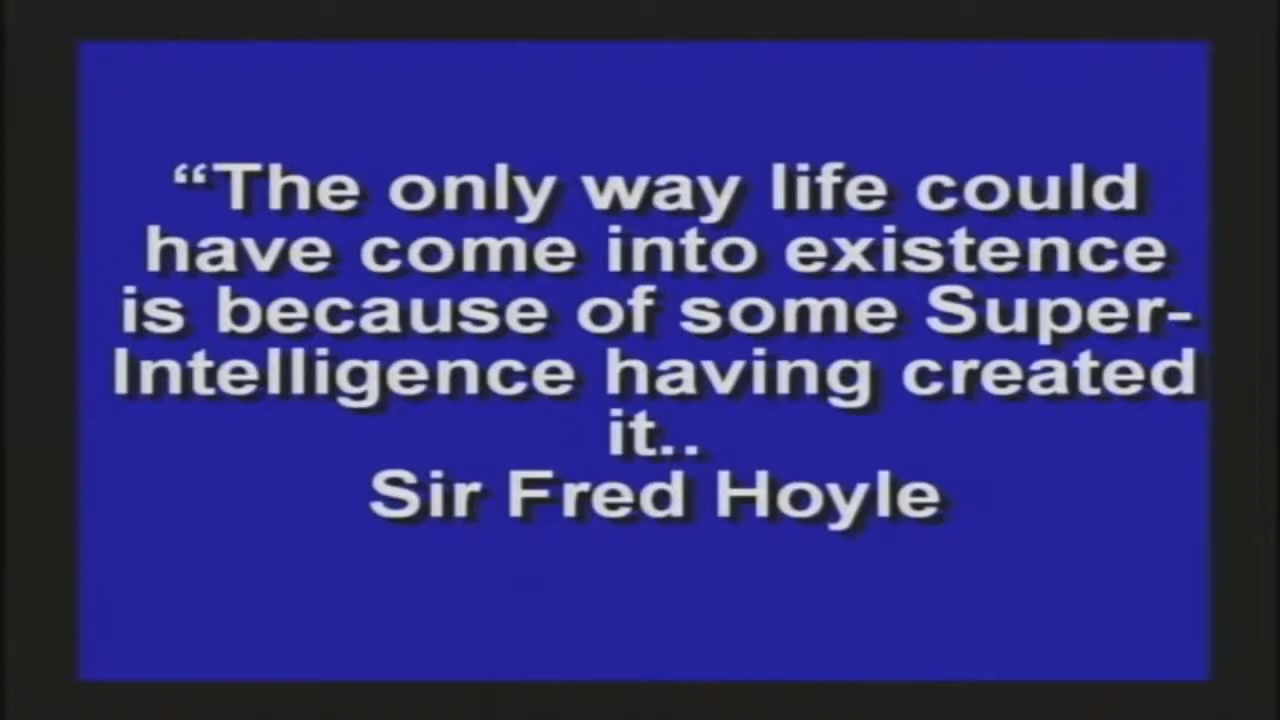 “The only way life could
have come into existence
is because of some Super-
Intelligence having created
it..
Sir Fred Hoyle